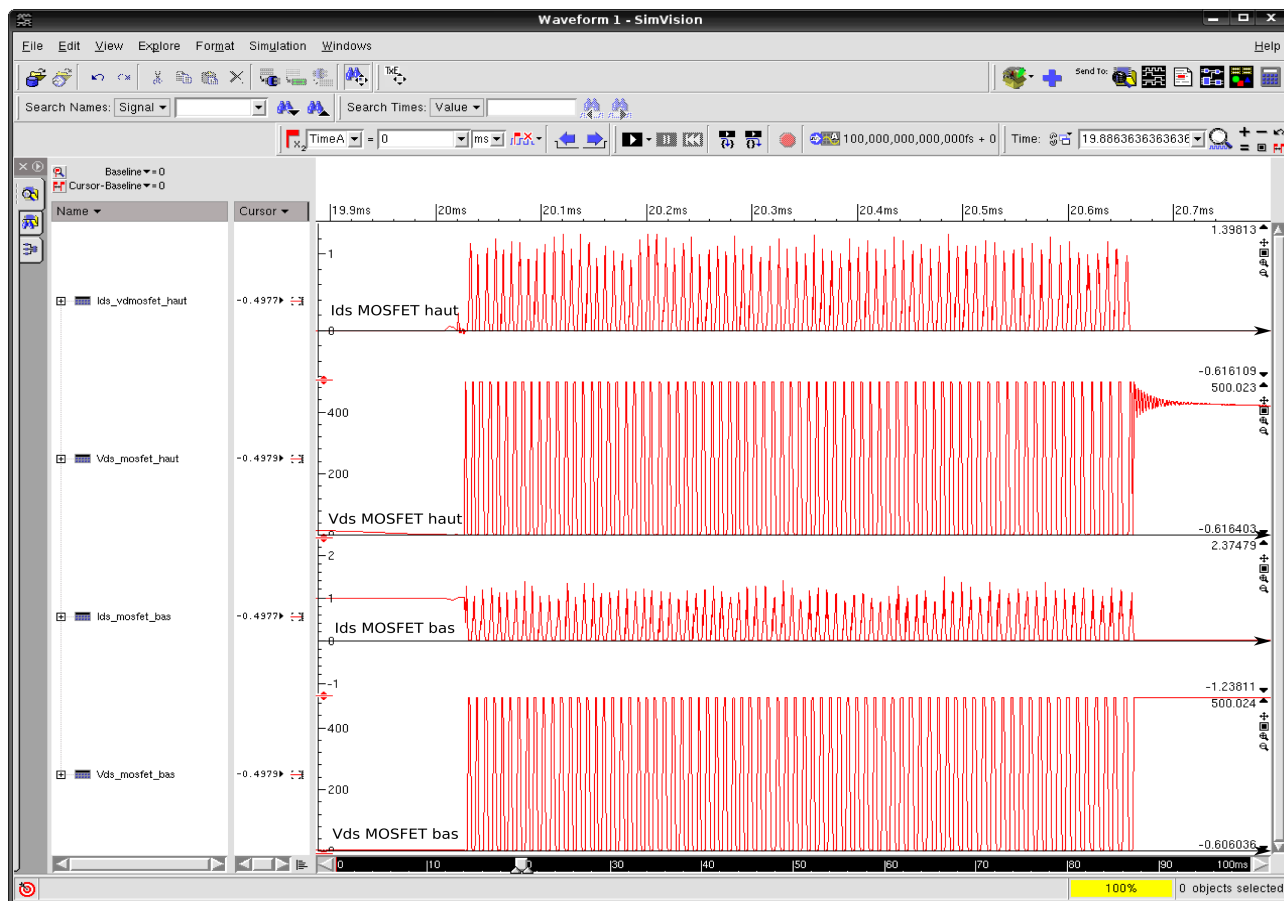 Waveform 1 - SimVision
File Edit View Explore Format Simulation Windows Help
TXE Send To:
Search Names: Signal Search Times: Value
X2 TimeA = 0 ms 100,000,000,000,000fs + 0 Time: 19.8863636363636
Baseline = 0
Cursor-Baseline = 0
Name Cursor 19.9ms 20ms 20.1ms 20.2ms 20.3ms 20.4ms 20.5ms 20.6ms 20.7ms
1.39813
1
Ids_vdmosfet_haut -0.4977
Ids MOSFET haut
0
-0.616109
500.023
400
Vds_mosfet_haut -0.4979
200
Vds MOSFET haut
0
-0.616403
2.37479
2
1
Ids_mosfet_bas -0.4977
Ids MOSFET bas
0
-1
-1.23811
500.024
400
Vds_mosfet_bas -0.4979
200
Vds MOSFET bas
0
-0.606036
0 10 30 40 50 60 70 80 90 100ms
100% 0 objects selected